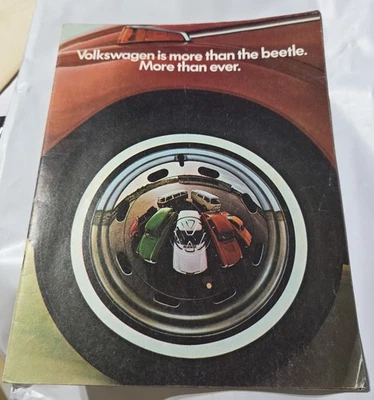 Volkswagen is more than the beetle.
More than ever.